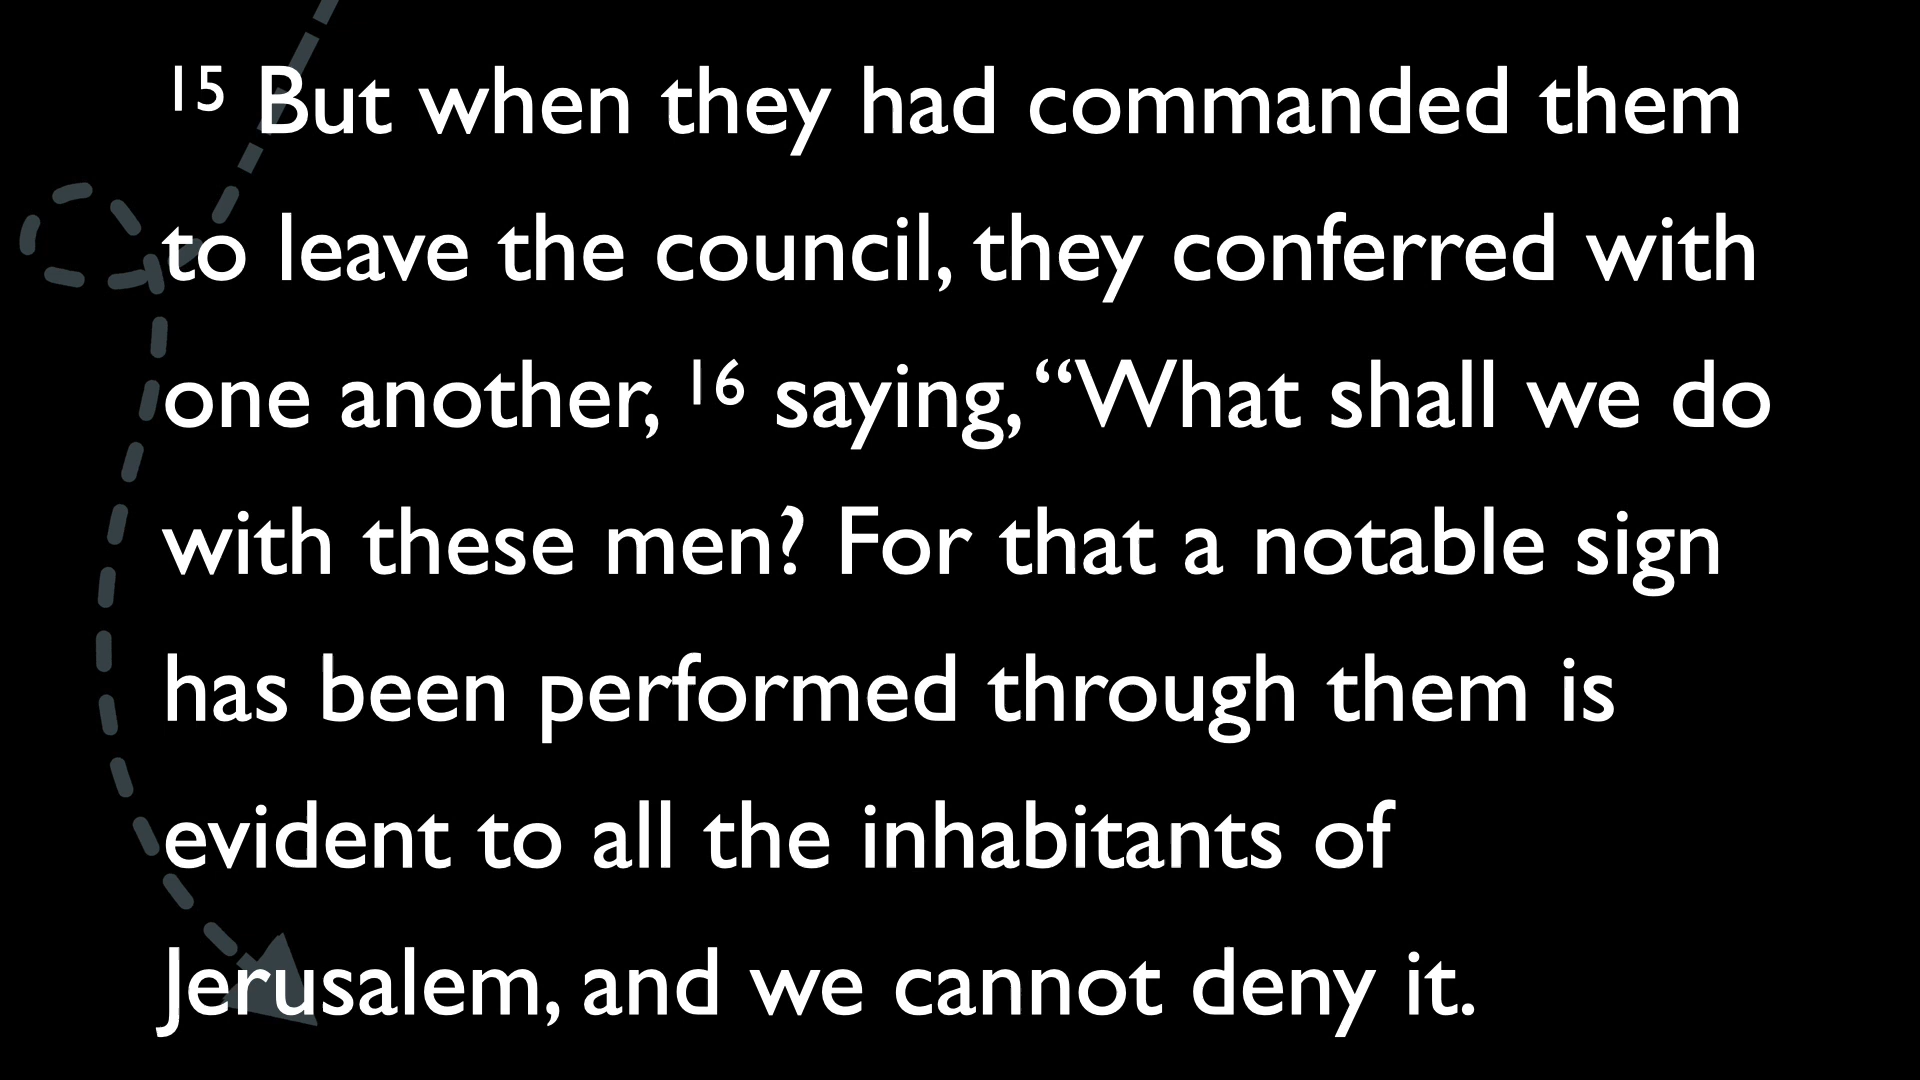 15 But when they had commanded them
to leave the council, they conferred with
one another, 16 saying, “What shall we do
with these men? For that a notable sign
has been performed through them is
evident to all the inhabitants of
Jerusalem, and we cannot deny it.